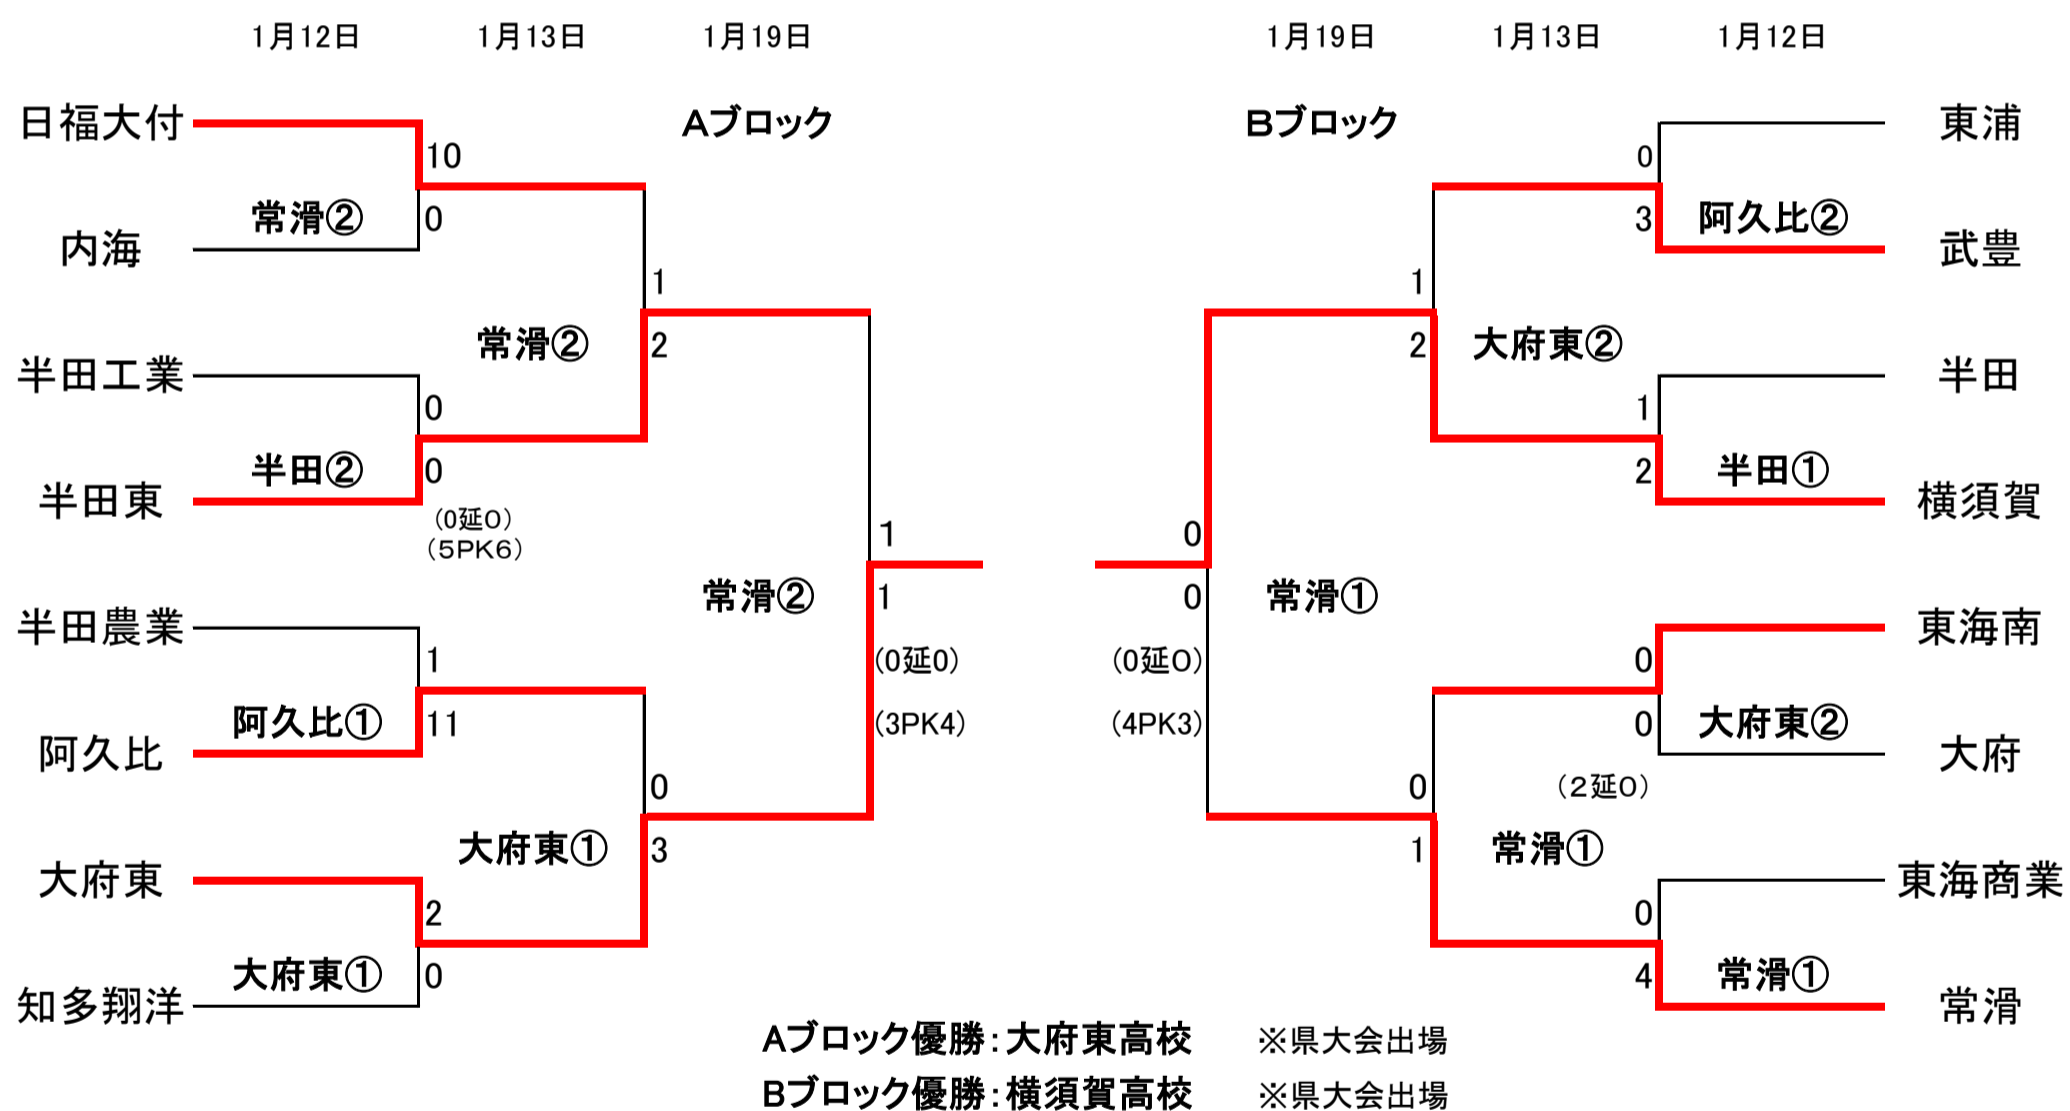 1月12日 1月13日 1月19日 1月19日 1月13日 1月12日
日福大付 Aブロック Bブロック 東浦
10 0
常滑② 0 3 阿久比②
内海 武豊
1 1
常滑② 2 2 大府東②
半田工業 半田
0 1
半田② 0 2 半田①
半田東 横須賀
(0延0)
(5PK6)
1 0
常滑② 1 0 常滑①
半田農業 東海南
1 (0延0) (0延0) 0
阿久比① 11 (3PK4) (4PK3) 0 大府東②
阿久比 大府
0 0 (2延0)
大府東① 3 1 常滑①
大府東 東海商業
2 0
大府東① 0 4 常滑①
知多翔洋 常滑
Aブロック優勝:大府東高校 ※県大会出場
Bブロック優勝:横須賀高校 ※県大会出場